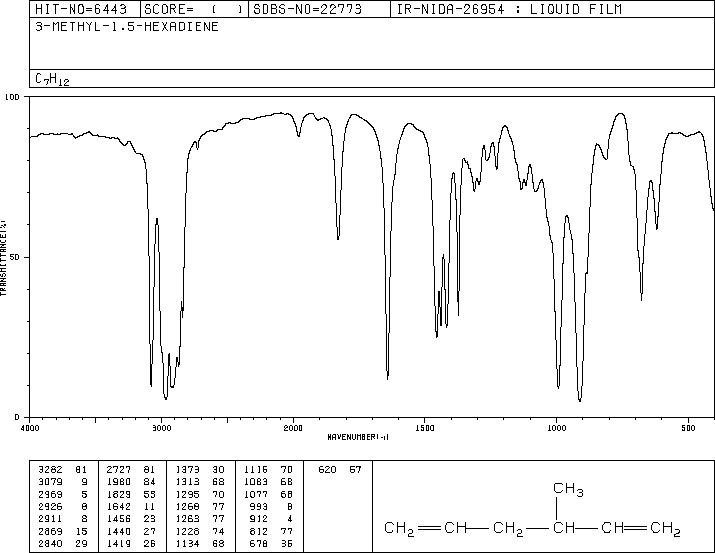 HIT-NO=6443 SCORE= ( ) SDBS-NO=22773 IR-NIDA-26954 : LIQUID FILM
3-METHYL-1,5-HEXADIENE
C7H12
100
50
0
TRANSMITTANCE(%)
4000 3000 2000 1500 1000 500
WAVENUMBER(-1)
3282 81 2727 81 1379 30 1116 70 620 57
3079 9 1980 84 1313 68 1083 68
2969 5 1829 55 1295 70 1077 68
2926 8 1642 11 1268 77 993 8
2911 8 1456 23 1263 77 912 4
2869 15 1440 27 1228 74 812 77
2840 29 1419 26 1134 68 678 36
CH3
CH2 CH CH2 CH CH CH2